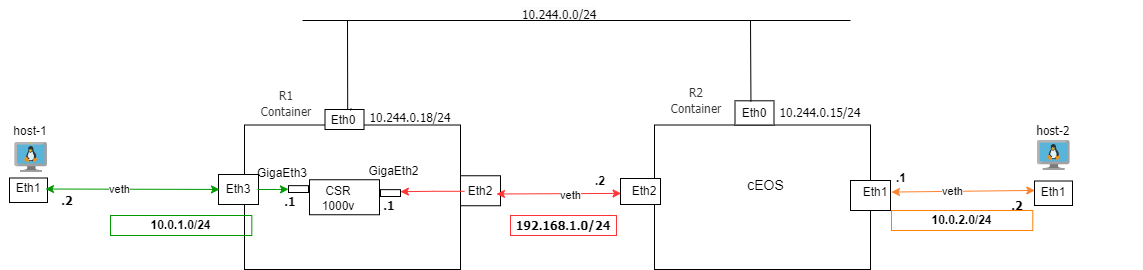 10.244.0.0/24
R1
Container
Eth0
10.244.0.18/24
R2
Container
Eth0
10.244.0.15/24
host-1
Eth1
.2
veth
10.0.1.0/24
Eth3
GigaEth3
.1
CSR
1000v
GigaEth2
.1
Eth2
veth
192.168.1.0/24
.2
Eth2
cEOS
Eth1
.1
veth
10.0.2.0/24
.2
host-2
Eth1